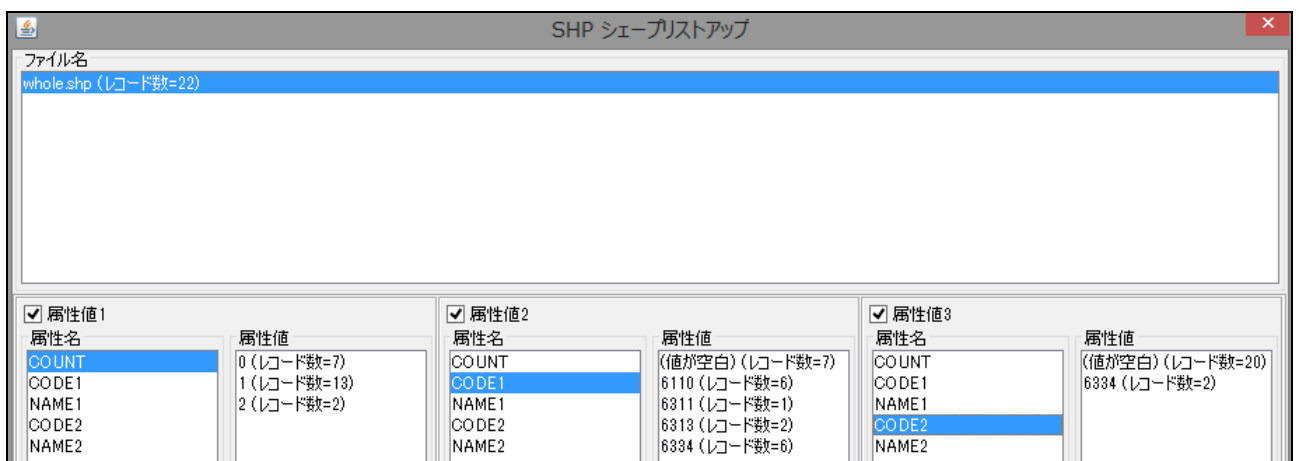 SHP シェープリストアップ
ファイル名
whole.shp (レコード数=22)
属性値1
属性名
COUNT
CODE1
NAME1
CODE2
NAME2
属性値
0 (レコード数=7)
1 (レコード数=13)
2 (レコード数=2)
属性値2
属性名
COUNT
CODE1
NAME1
CODE2
NAME2
属性値
(値が空白) (レコード数=7)
6110 (レコード数=6)
6311 (レコード数=1)
6313 (レコード数=2)
6334 (レコード数=6)
属性値3
属性名
COUNT
CODE1
NAME1
CODE2
NAME2
属性値
(値が空白) (レコード数=20)
6334 (レコード数=2)